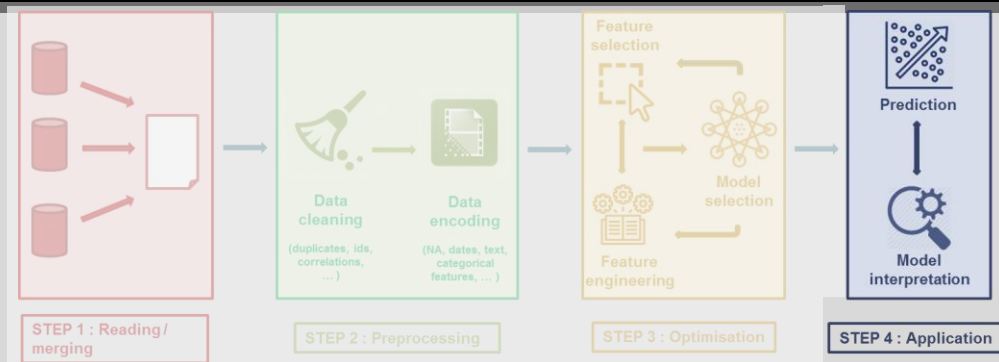 Feature
selection
Prediction
Data
cleaning
(duplicates, ids,
correlations,
... )
Data
encoding
(NA, dates, text,
categorical
features, ... )
Model
selection
Feature
engineering
Model
interpretation
STEP 1 : Reading /
merging
STEP 2 : Preprocessing
STEP 3 : Optimisation
STEP 4 : Application